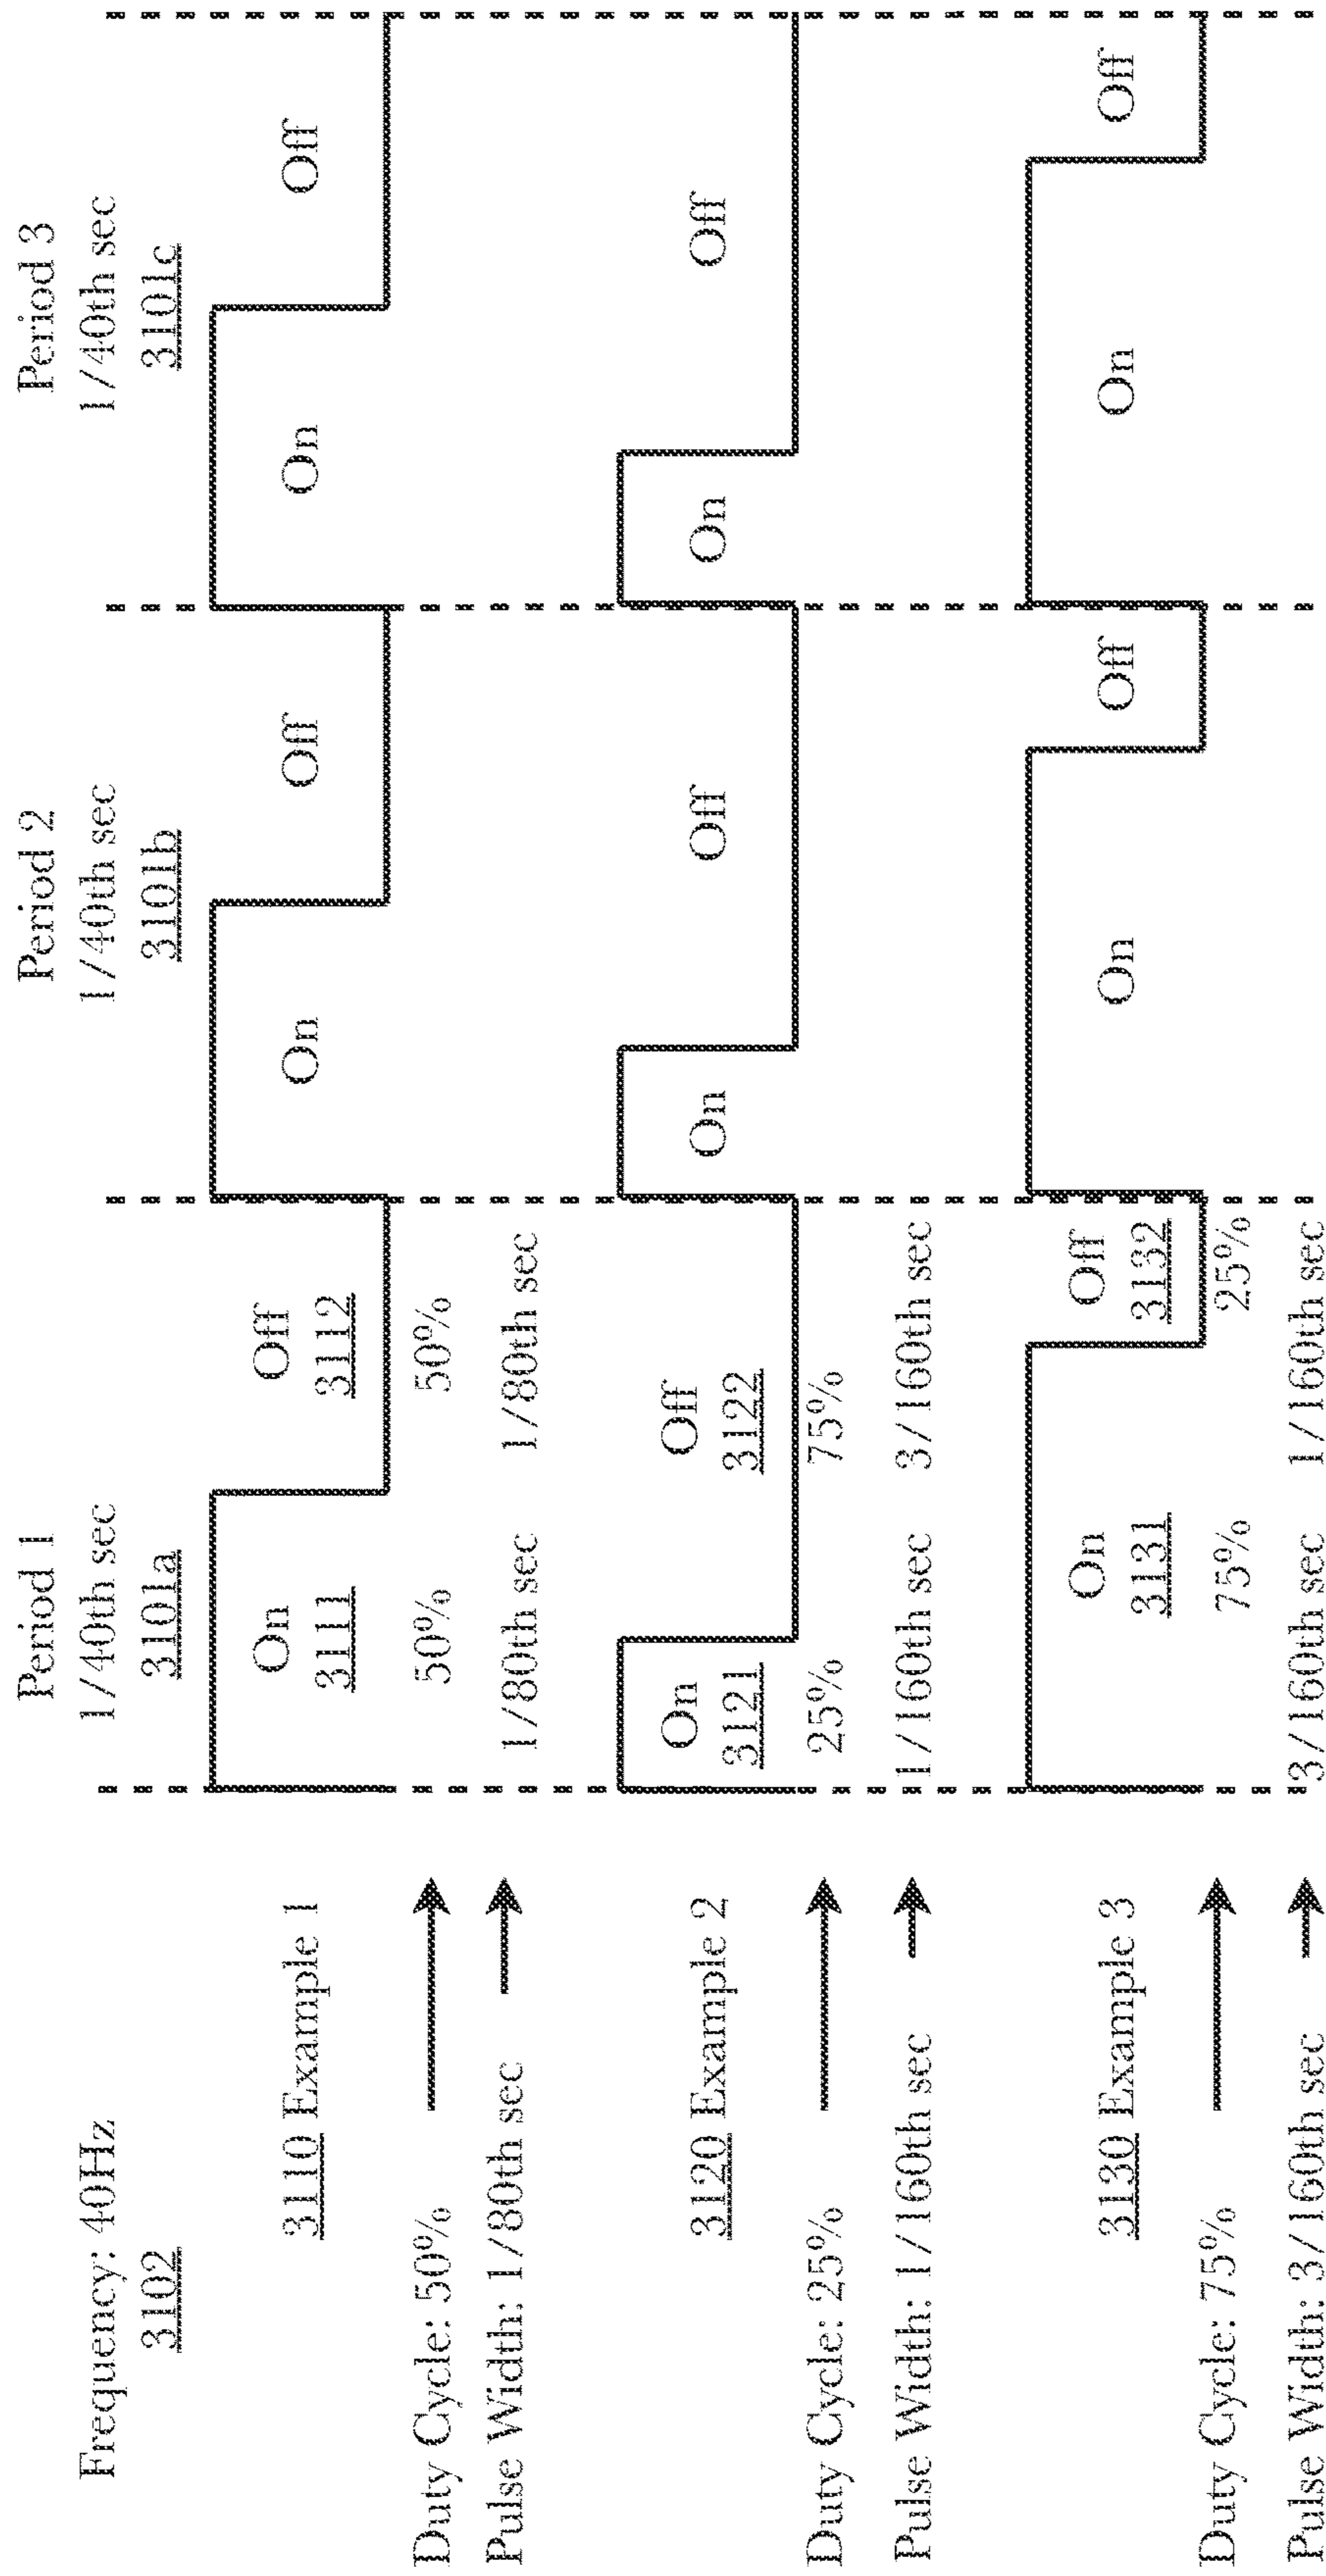 Period 1
Period 2
Period 3
Frequency: 40Hz
1/40th sec
1/40th sec
1/40th sec
3102
3101a
3101b
3101c
3110 Example 1
On
3111
Off
3112
On
Off
On
Off
Duty Cycle: 50%
50%
50%
Pulse Width: 1/80th sec
1/80th sec
1/80th sec
3120 Example 2
On
3121
Off
3122
On
Off
On
Off
Duty Cycle: 25%
25%
75%
Pulse Width: 1/160th sec
1/160th sec
3/160th sec
3130 Example 3
On
3131
Off
3132
On
Off
On
Off
Duty Cycle: 75%
75%
25%
Pulse Width: 3/160th sec
3/160th sec
1/160th sec